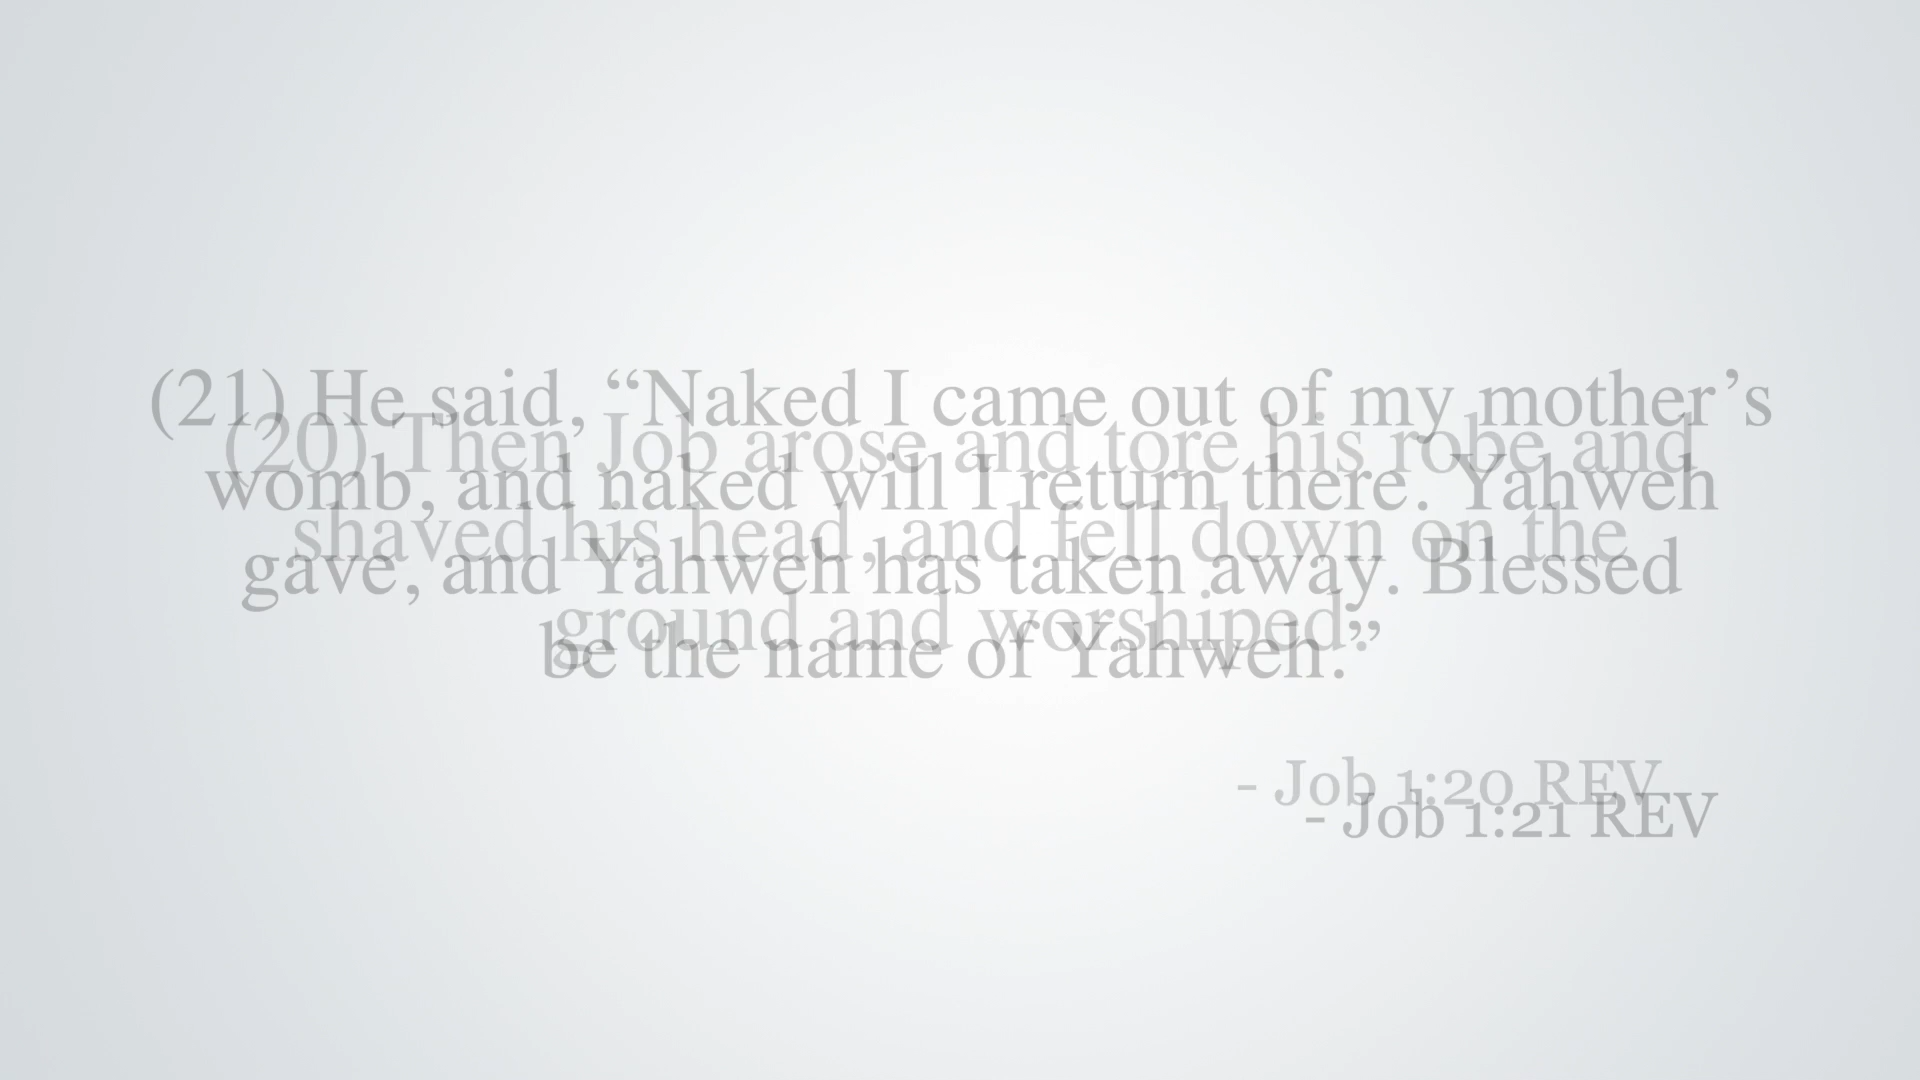 (20) Then Job arose and tore his robe and
shaved his head, and fell down on the
ground and worshiped.
- Job 1:20 REV
(21) He said, “Naked I came out of my mother’s
womb, and naked will I return there. Yahweh
gave, and Yahweh has taken away. Blessed
be the name of Yahweh.”
- Job 1:21 REV